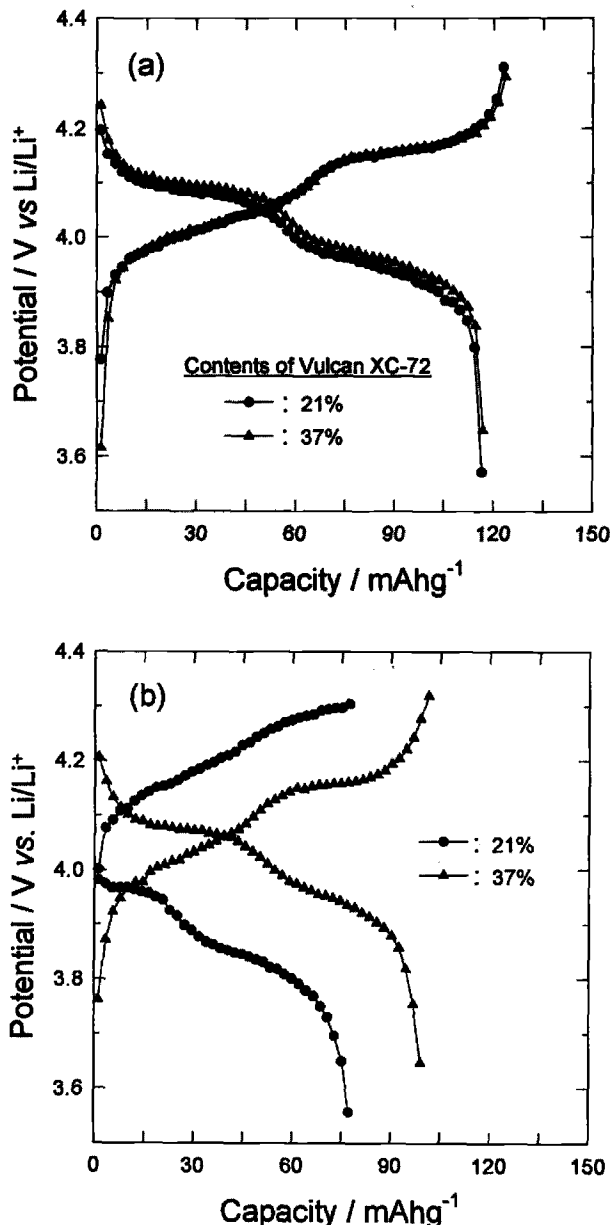 (a)
4.4
4.2
4.0
3.8
3.6
Potential / V vs Li/Li⁺
Contents of Vulcan XC-72
: 21%
: 37%
0 30 60 90 120 150
Capacity / mAhg⁻¹
(b)
4.4
4.2
4.0
3.8
3.6
Potential / V vs. Li/Li⁺
: 21%
: 37%
0 30 60 90 120 150
Capacity / mAhg⁻¹